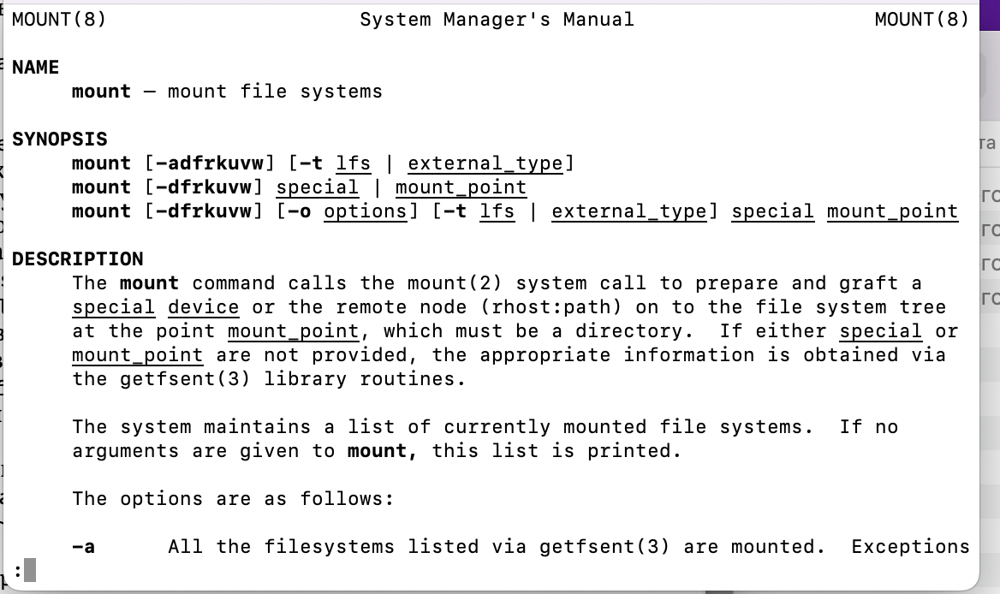 MOUNT(8) System Manager's Manual MOUNT(8)
NAME
mount – mount file systems
SYNOPSIS
mount [-adfrkuvw] [-t lfs | external_type]
mount [-dfrkuvw] special | mount_point
mount [-dfrkuvw] [-o options] [-t lfs | external_type] special mount_point
DESCRIPTION
The mount command calls the mount(2) system call to prepare and graft a
special device or the remote node (rhost:path) on to the file system tree
at the point mount_point, which must be a directory.  If either special or
mount_point are not provided, the appropriate information is obtained via
the getfsent(3) library routines.
The system maintains a list of currently mounted file systems.  If no
arguments are given to mount, this list is printed.
The options are as follows:
-a All the filesystems listed via getfsent(3) are mounted.  Exceptions
: